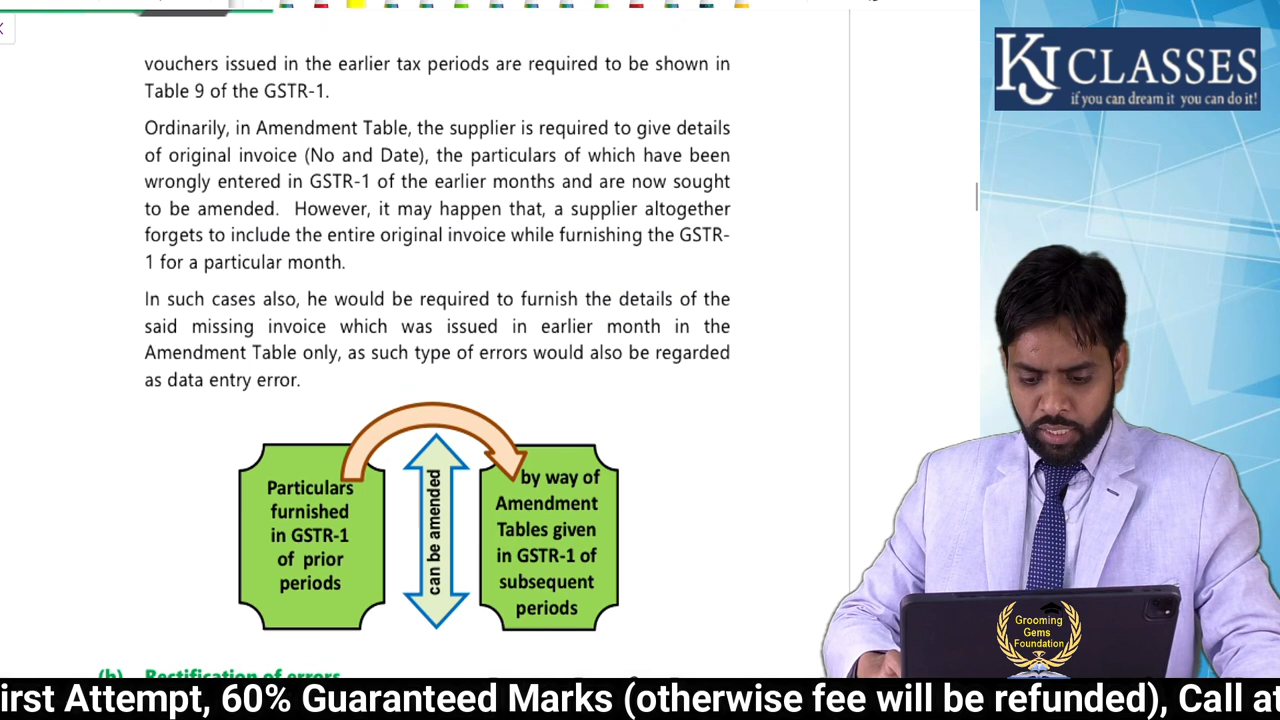 vouchers issued in the earlier tax periods are required to be shown in
Table 9 of the GSTR-1.
Ordinarily, in Amendment Table, the supplier is required to give details
of original invoice (No and Date), the particulars of which have been
wrongly entered in GSTR-1 of the earlier months and are now sought
to be amended. However, it may happen that, a supplier altogether
forgets to include the entire original invoice while furnishing the GSTR-
1 for a particular month.
In such cases also, he would be required to furnish the details of the
said missing invoice which was issued in earlier month in the
Amendment Table only, as such type of errors would also be regarded
as data entry error.
Particulars
furnished
in GSTR-1
of prior
periods
can be amended
by way of
Amendment
Tables given
in GSTR-1 of
subsequent
periods
(b) Rectification of errors
KJ CLASSES
if you can dream it you can do it!
Grooming
Gems
Foundation
irst Attempt, 60% Guaranteed Marks (otherwise fee will be refunded), Call at